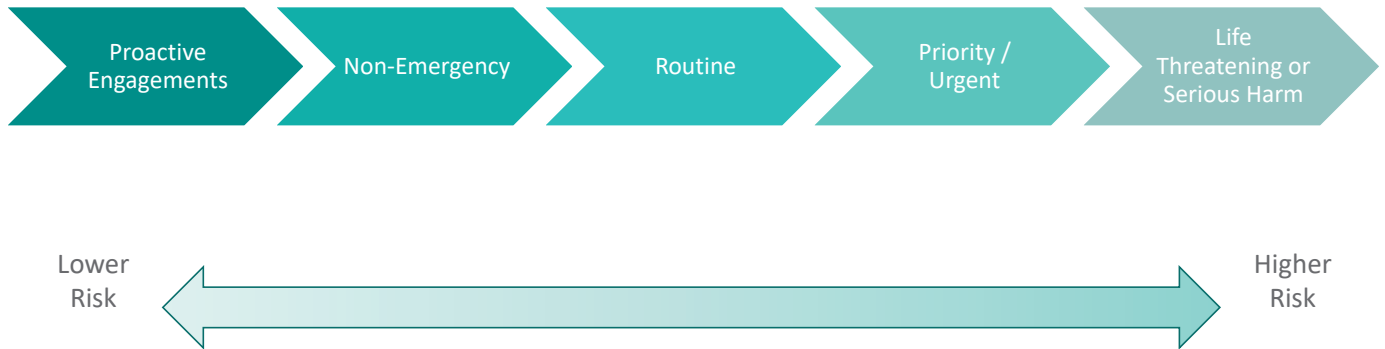 Proactive
Engagements
Non-Emergency
Routine
Priority /
Urgent
Life
Threatening or
Serious Harm
Lower
Risk
Higher
Risk